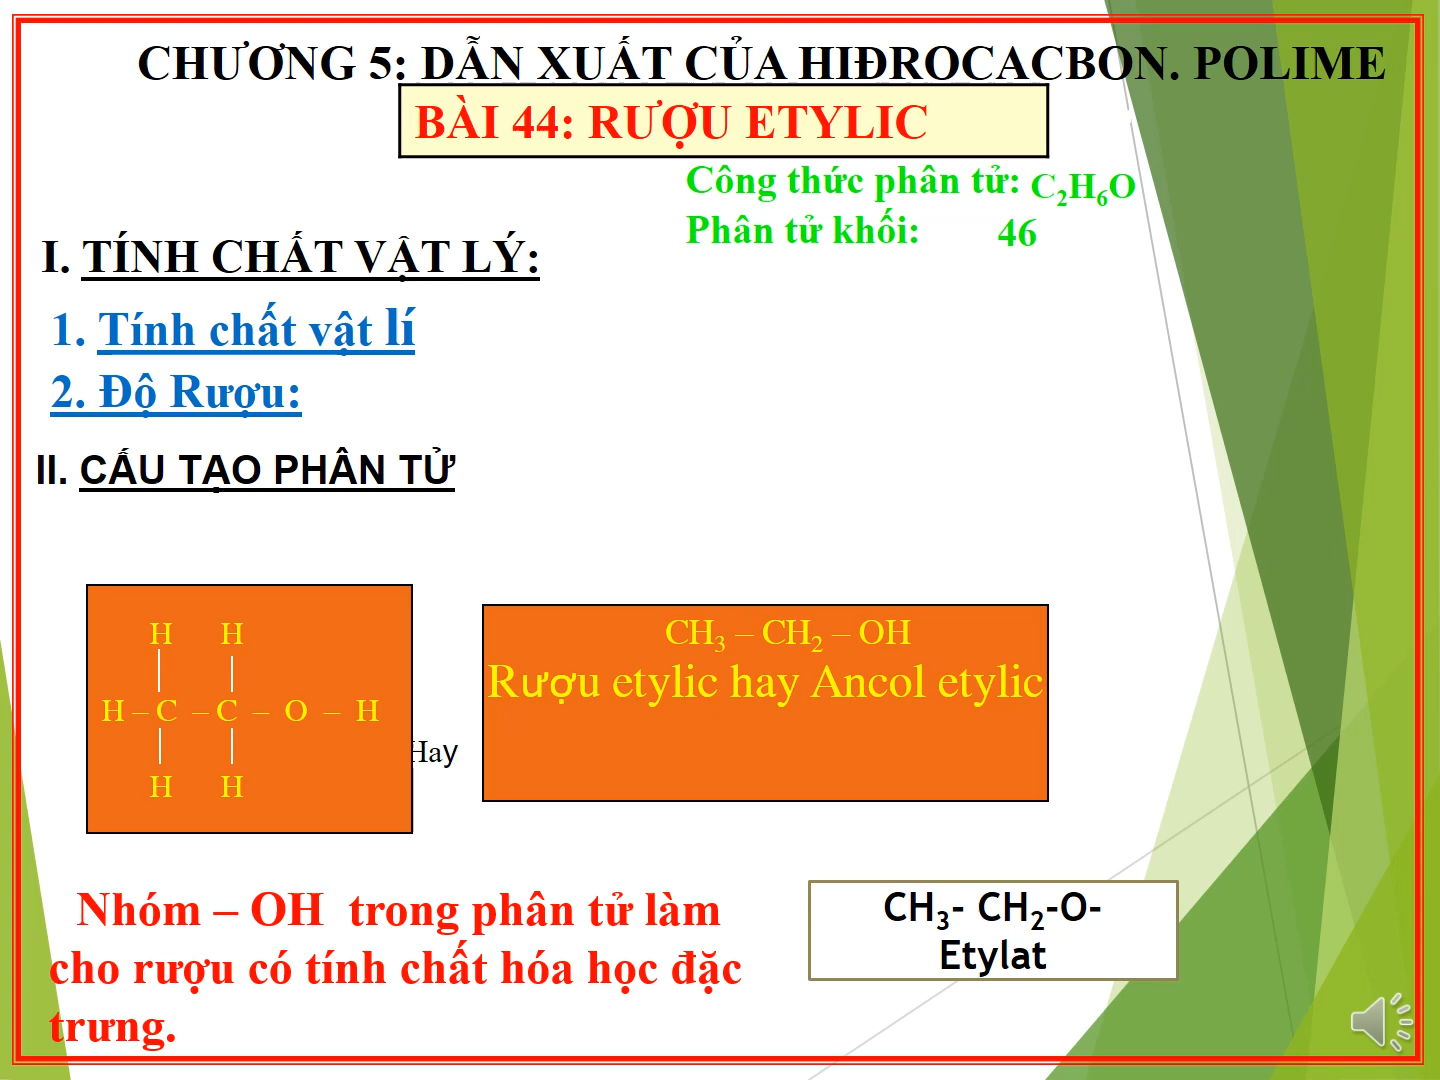 CHƯƠNG 5: DẪN XUẤT CỦA HIĐROCACBON. POLIME
BÀI 44: RƯỢU ETYLIC
Công thức phân tử: C₂H₆O
Phân tử khối: 46
I. TÍNH CHẤT VẬT LÝ:
1. Tính chất vật lí
2. Độ Rượu:
II. CẤU TẠO PHÂN TỬ
H H
H – C – C – O – H
H H
Hay
CH₃ – CH₂ – OH
Rượu etylic hay Ancol etylic
Nhóm – OH trong phân tử làm
cho rượu có tính chất hóa học đặc
trưng.
CH₃- CH₂-O-
Etylat